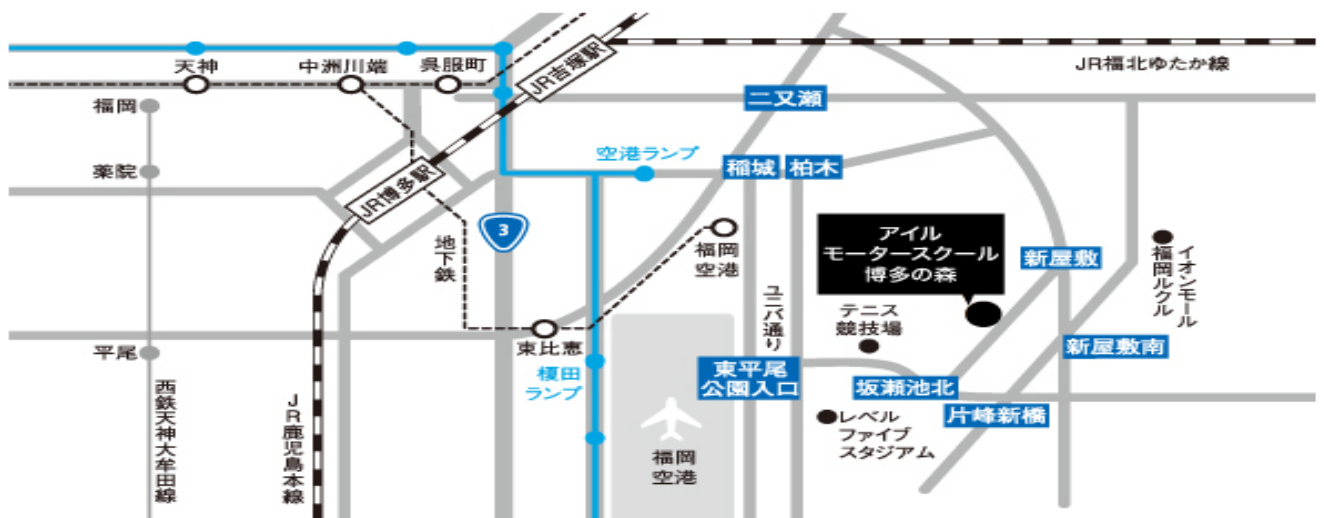 天神
中洲川端
呉服町
JR吉塚駅
JR福北ゆたか線
福岡
二又瀬
薬院
空港ランプ
稲城
柏木
JR博多駅
3
地下鉄
福岡
空港
アイル
モータースクール
博多の森
新屋敷
イオンモール
福岡ルクル
ユニバ通り
テニス
競技場
新屋敷南
東比恵
平尾
榎田
ランプ
東平尾
公園入口
坂瀬池北
片峰新橋
西鉄天神大牟田線
JR鹿児島本線
レベル
ファイブ
スタジアム
福岡
空港